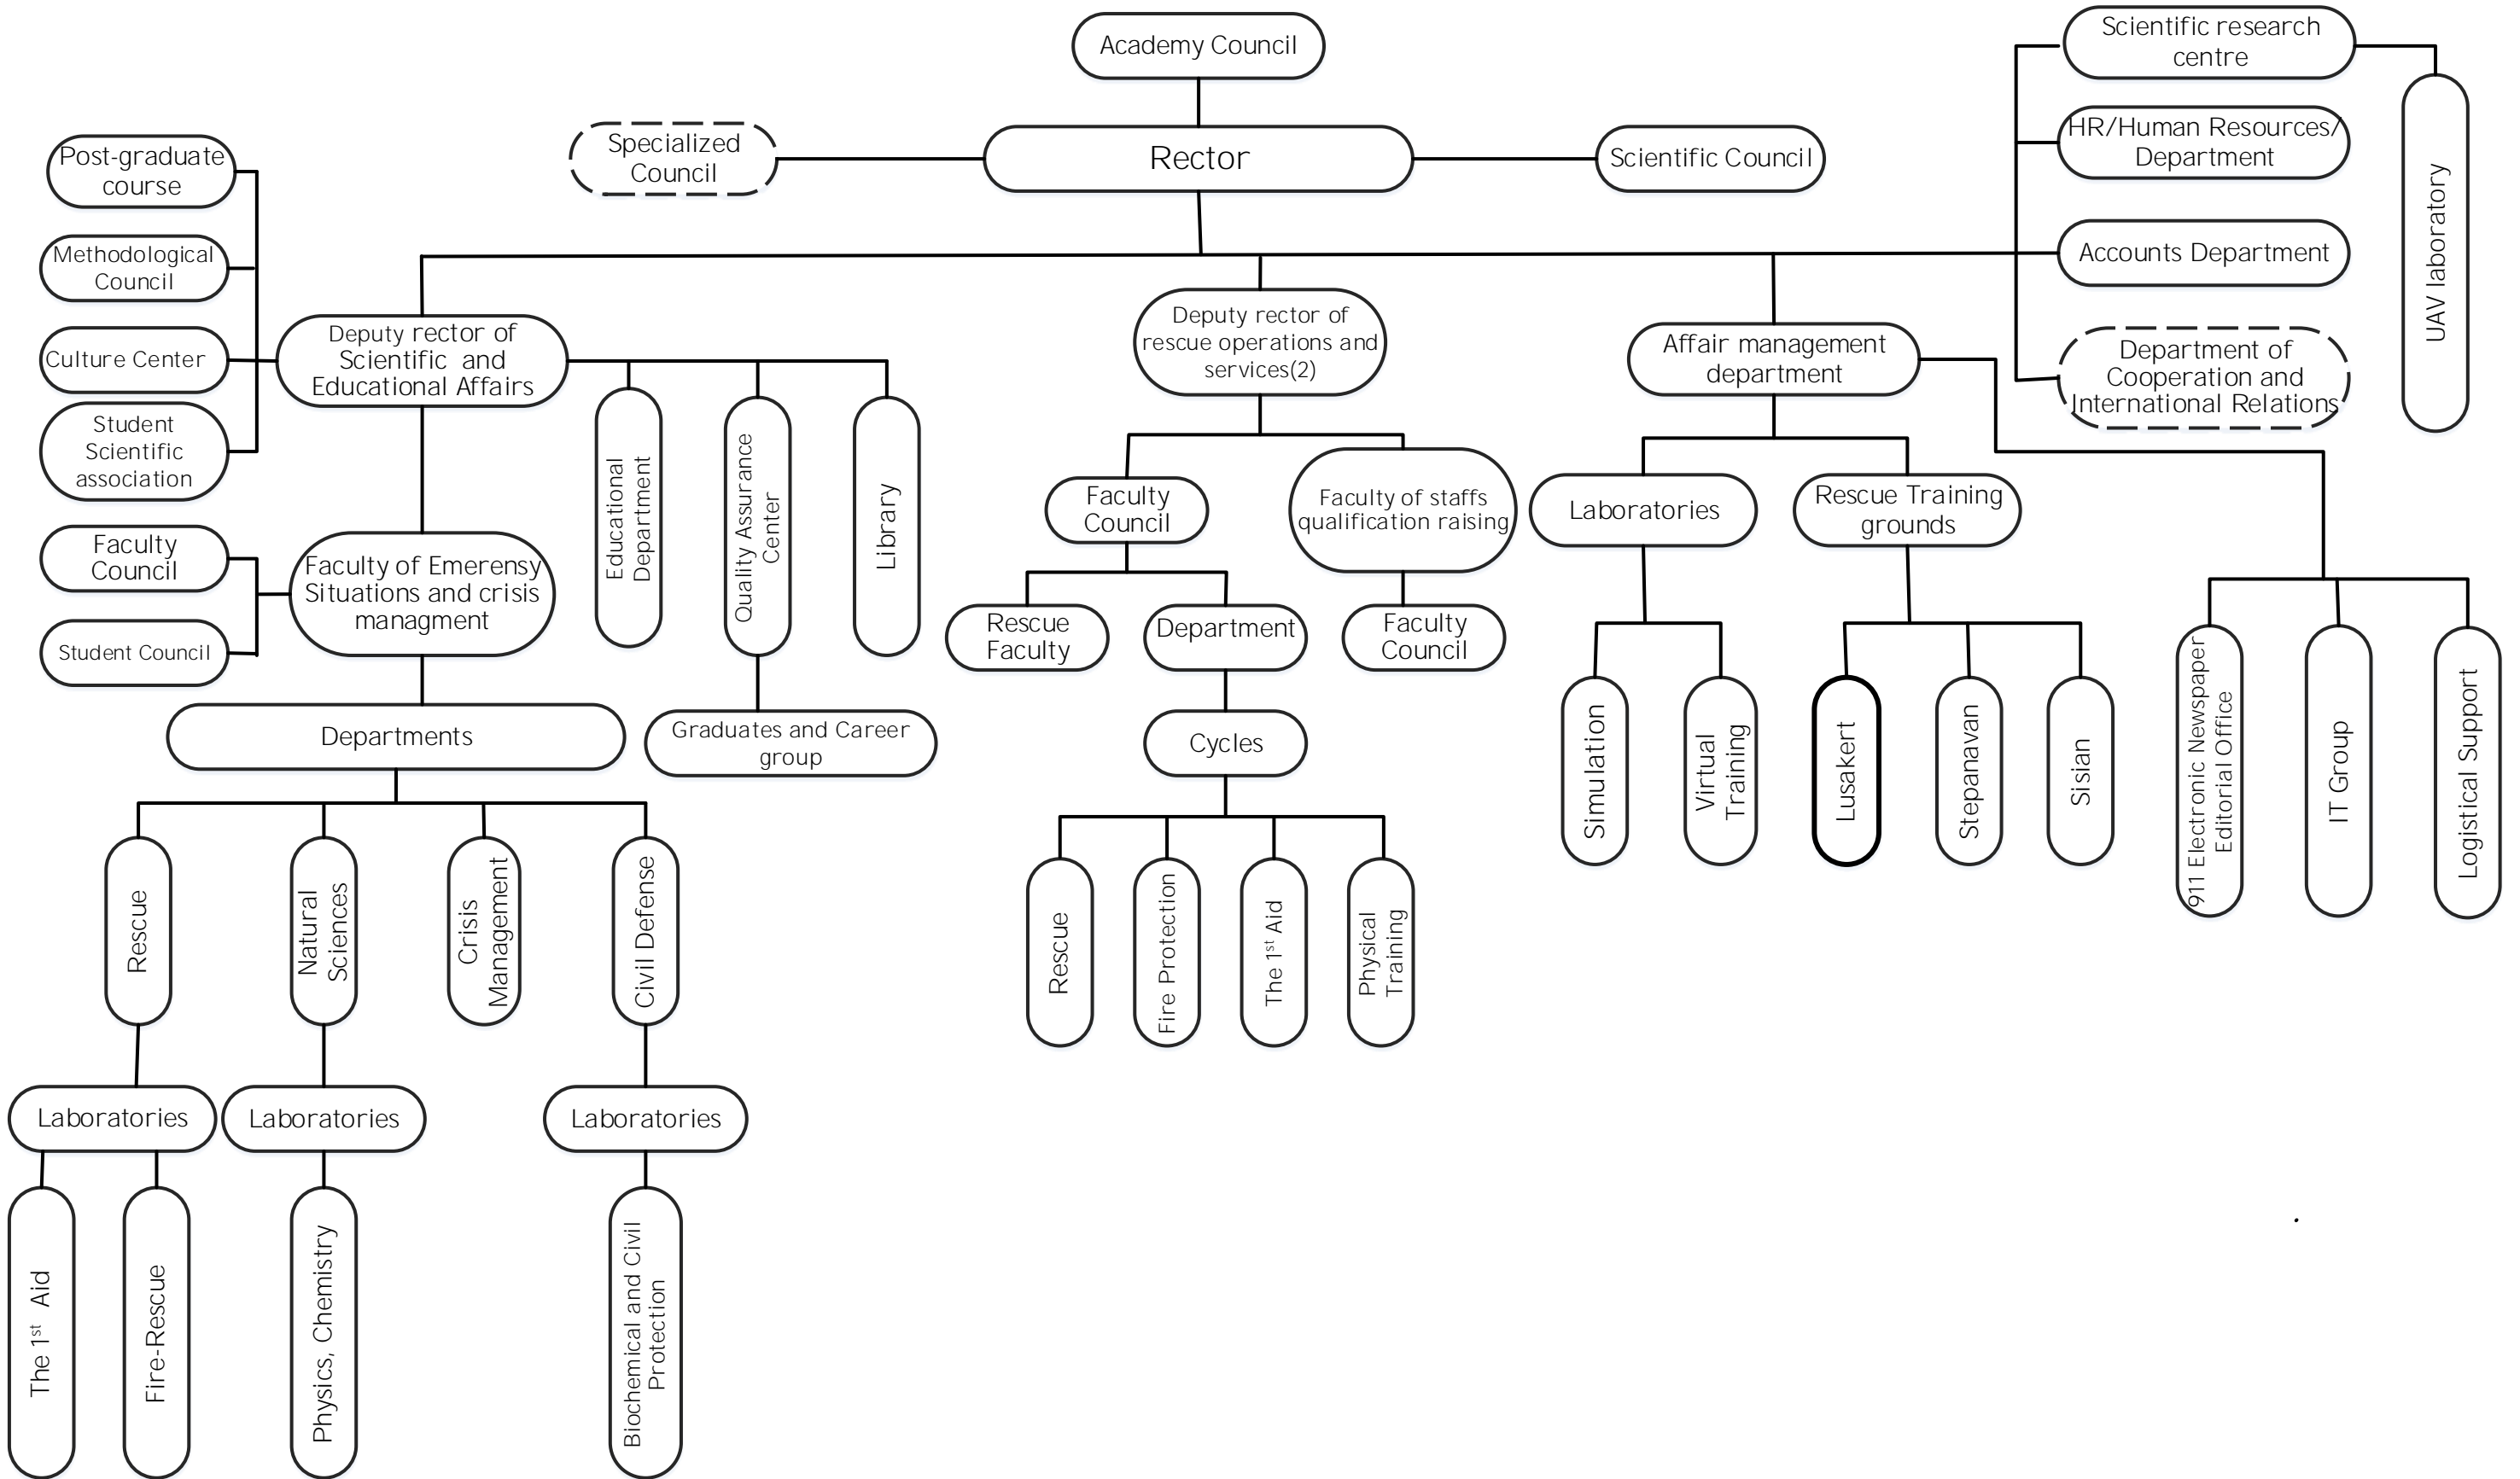 Academy Council
Scientific research
centre
Specialized
Council
Rector
Scientific Council
HR/Human Resources/
Department
Post-graduate
course
Methodological
Council
Accounts Department
UAV laboratory
Culture Center
Deputy rector of
Scientific and
Educational Affairs
Deputy rector of
rescue operations and
services(2)
Affair management
department
Department of
Cooperation and
International Relations
Student
Scientific
association
Educational
Department
Quality Assurance
Center
Library
Faculty
Council
Faculty of staffs
qualification raising
Laboratories
Rescue Training
grounds
Faculty
Council
Faculty of Emerensy
Situations and crisis
managment
Student Council
Rescue
Faculty
Department
Faculty
Council
Departments
Graduates and Career
group
Cycles
Simulation
Virtual
Training
Lusakert
Stepanavan
Sisian
911 Electronic Newspaper
Editorial Office
IT Group
Logistical Support
Rescue
Natural
Sciences
Crisis
Management
Civil Defense
Rescue
Fire Protection
The 1st Aid
Physical
Training
Laboratories
Laboratories
Laboratories
The 1st Aid
Fire-Rescue
Physics, Chemistry
Biochemical and Civil
Protection
.